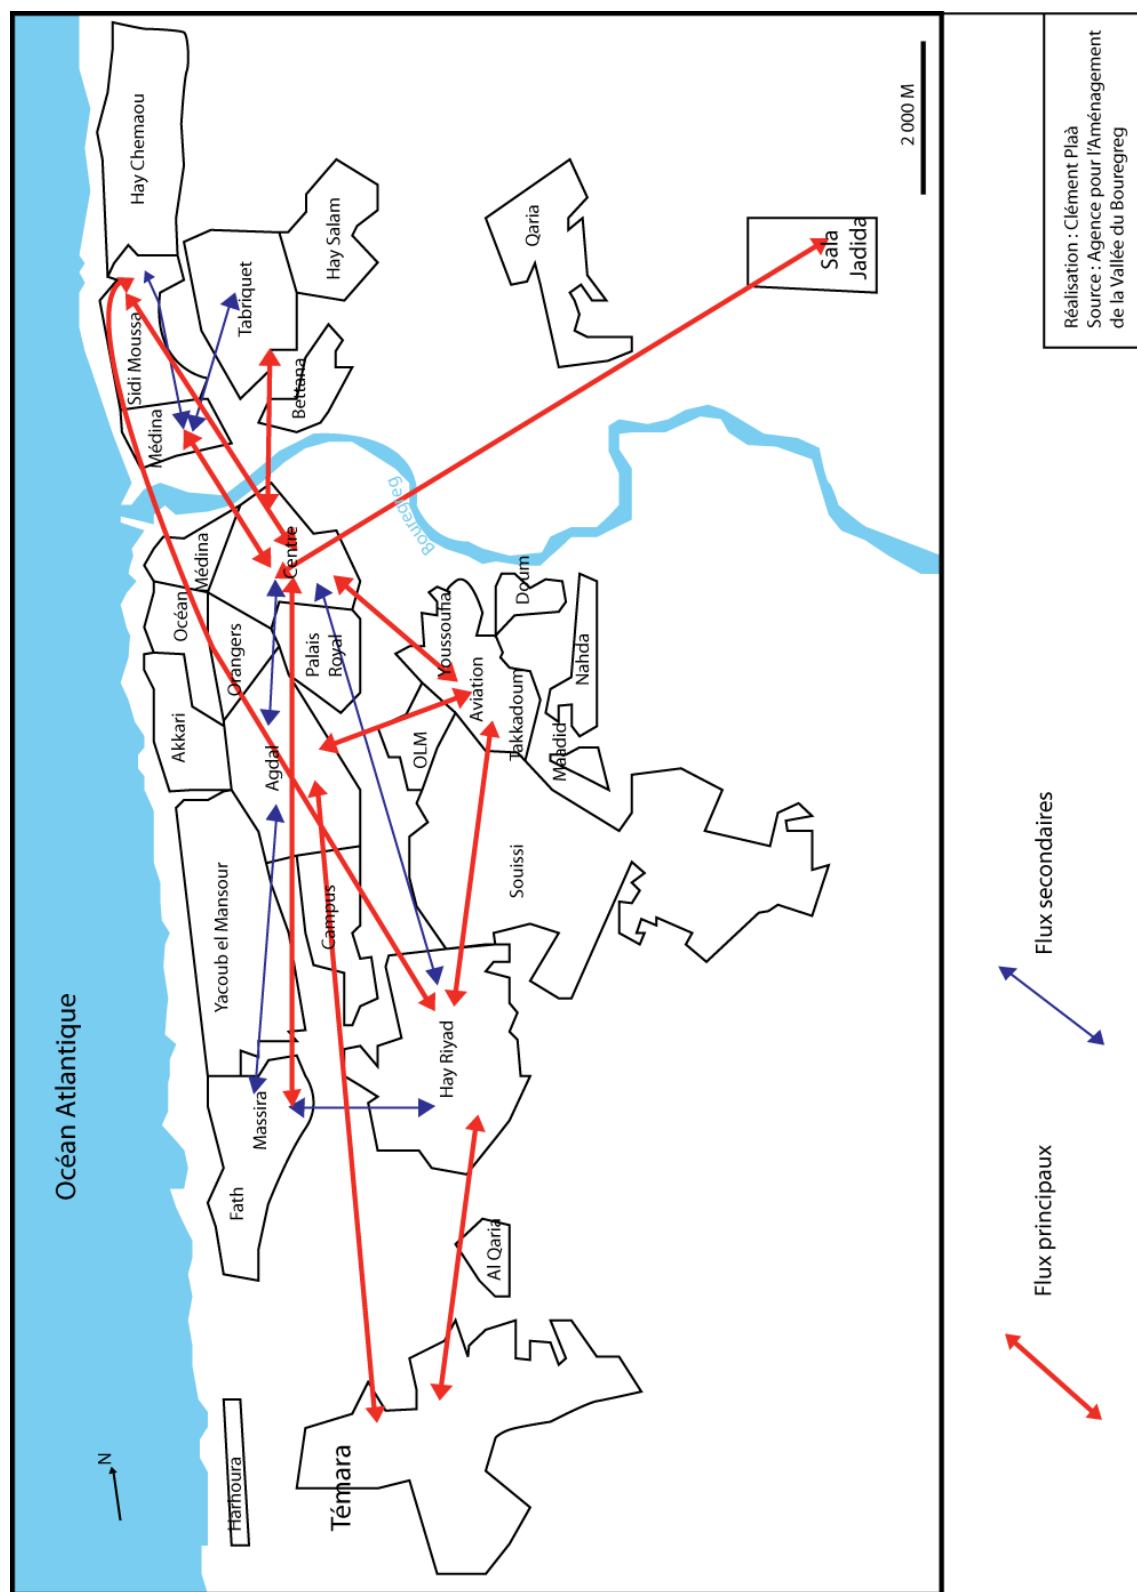 Océan Atlantique
N
Harhoura
Témara
Fath
Massira
Yacoub el Mansour
Akkari
Océan
Médina
Orangers
Agdal
Palais
Royal
Centre
Campus
Hay Riyad
Al Qaria
Souissi
OLM
Aviation
Youssoufia
Takkadoum
Doum
Maadid
Nahda
Bouregrag
Médina
Sidi Moussa
Hay Chemaou
Tabriquet
Bettana
Hay Salam
Qaria
Sala
Jadida
2 000 M
Flux principaux
Flux secondaires
Réalisation : Clément Plaà
Source : Agence pour l'Aménagement
de la Vallée du Bouregreg